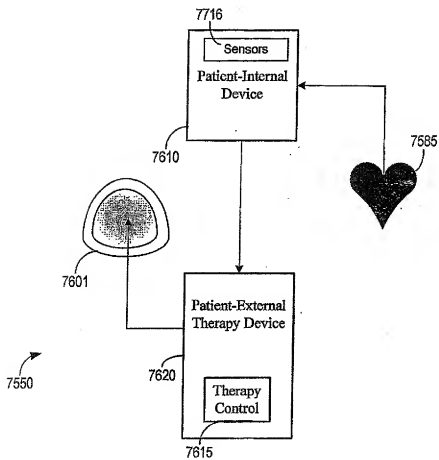 7716
Sensors
Patient-Internal
Device
7610
7585
7601
Patient-External
Therapy Device
7550
7620
Therapy
Control
7615